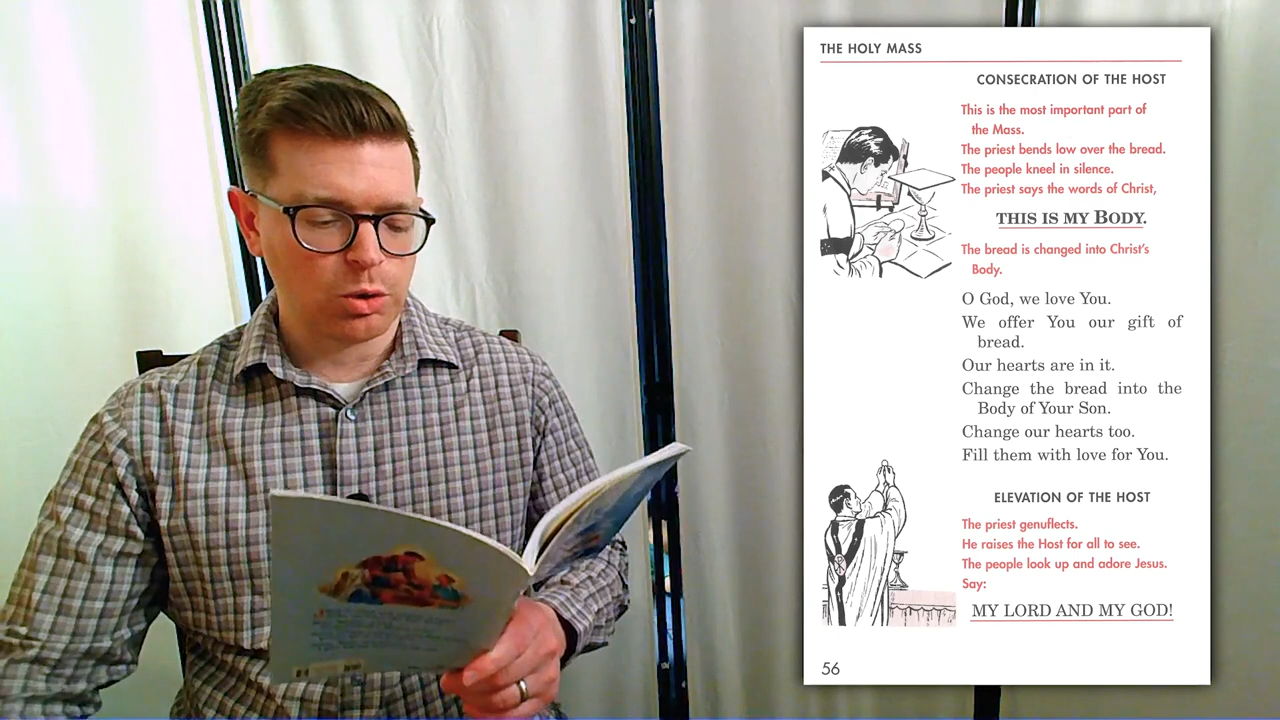 THE HOLY MASS
CONSECRATION OF THE HOST
This is the most important part of
the Mass.
The priest bends low over the bread.
The people kneel in silence.
The priest says the words of Christ,
THIS IS MY BODY.
The bread is changed into Christ's
Body.
O God, we love You.
We offer You our gift of
bread.
Our hearts are in it.
Change the bread into the
Body of Your Son.
Change our hearts too.
Fill them with love for You.
ELEVATION OF THE HOST
The priest genuflects.
He raises the Host for all to see.
The people look up and adore Jesus.
Say:
MY LORD AND MY GOD!
56